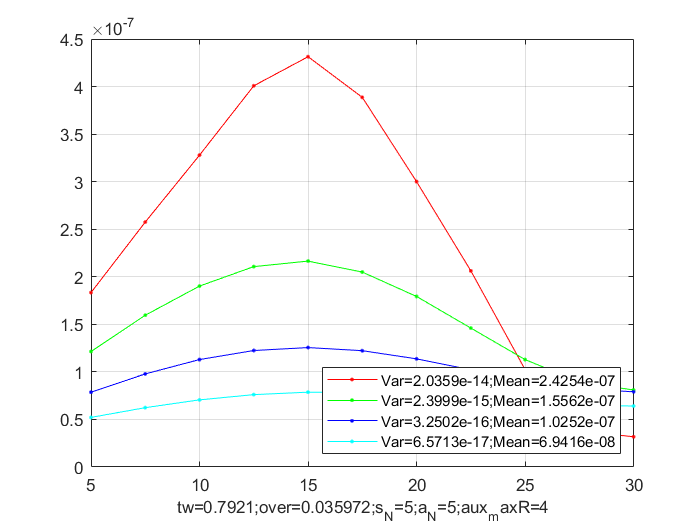 ×10-7
4.5
4
3.5
3
2.5
2
1.5
1
0.5
0
Var=2.0359e-14;Mean=2.4254e-07
Var=2.3999e-15;Mean=1.5562e-07
Var=3.2502e-16;Mean=1.0252e-07
Var=6.5713e-17;Mean=6.9416e-08
5 10 15 20 25 30
tw=0.7921;over=0.035972;sN=5;aN=5;auxmaxR=4